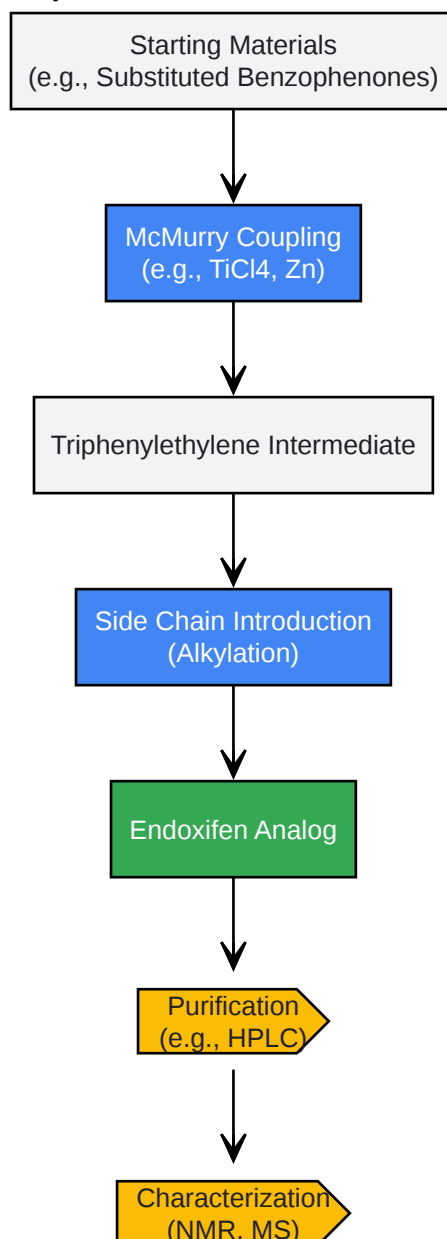 Starting Materials
(e.g., Substituted Benzophenones)
McMurry Coupling
(e.g., TiCl4, Zn)
Triphenylethylene Intermediate
Side Chain Introduction
(Alkylation)
Endoxifen Analog
Purification
(e.g., HPLC)
Characterization
(NMR, MS)